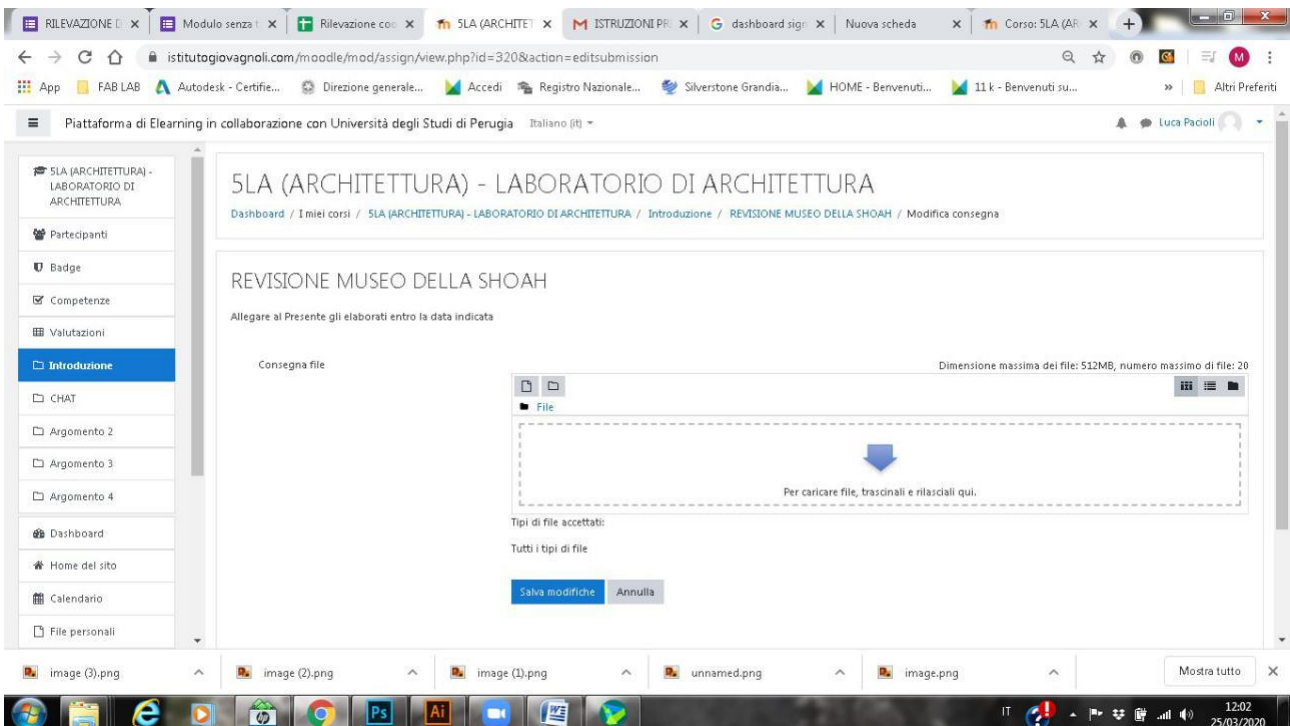 RILEVAZIONE D
Modulo senza t
Rilevazione coo
5LA (ARCHITET
ISTRUZIONI PR
dashboard sign
Nuova scheda
Corso: 5LA (AR
istitutogiovagnoli.com/moodle/mod/assign/view.php?id=320&action=editsubmission
M
App
FAB LAB
Autodesk - Certifie...
Direzione generale...
Accedi
Registro Nazionale...
Silverstone Grandia...
HOME - Benvenuti...
11 k - Benvenuti su...
»
Altri Preferiti
Piattaforma di Elearning in collaborazione con Università degli Studi di Perugia
Italiano (it)
Luca Pacioli
5LA (ARCHITETTURA) -
LABORATORIO DI
ARCHITETTURA
Partecipanti
Badge
Competenze
Valutazioni
Introduzione
CHAT
Argomento 2
Argomento 3
Argomento 4
Dashboard
Home del sito
Calendario
File personali
5LA (ARCHITETTURA) - LABORATORIO DI ARCHITETTURA
Dashboard / I miei corsi / 5LA (ARCHITETTURA) - LABORATORIO DI ARCHITETTURA / Introduzione / REVISIONE MUSEO DELLA SHOAH / Modifica consegna
REVISIONE MUSEO DELLA SHOAH
Allegare al Presente gli elaborati entro la data indicata
Consegna file
Dimensione massima dei file: 512MB, numero massimo di file: 20
File
Per caricare file, trascinali e rilasciali qui.
Tipi di file accettati:
Tutti i tipi di file
Salva modifiche
Annulla
image (3).png
image (2).png
image (1).png
unnamed.png
image.png
Mostra tutto
Ps
Ai
IT
12:02
25/03/2020